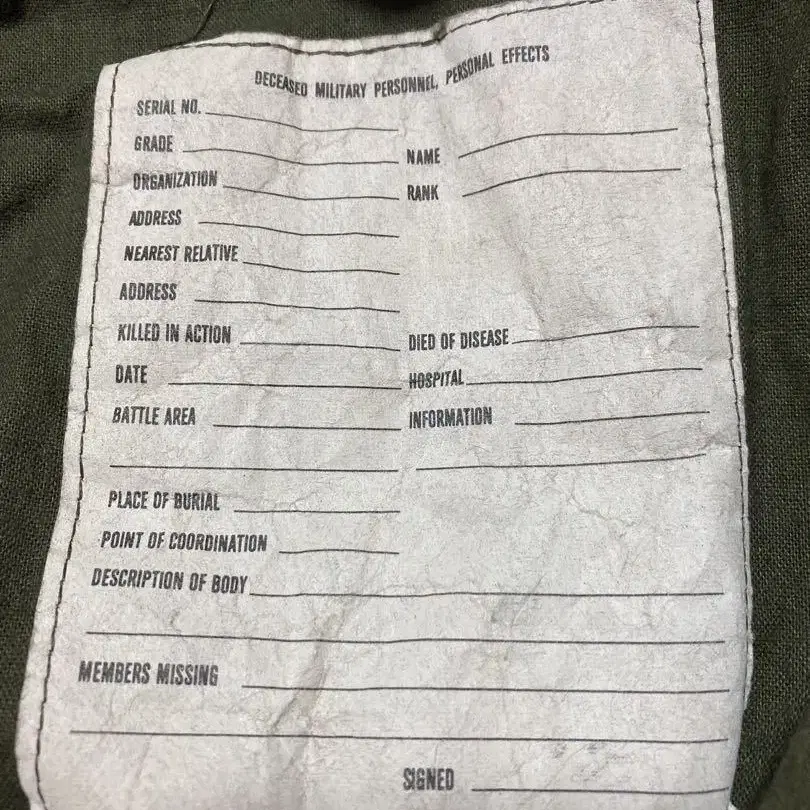 DECEASED MILITARY PERSONNEL, PERSONAL EFFECTS
SERIAL NO.
GRADE
NAME
ORGANIZATION
RANK
ADDRESS
NEAREST RELATIVE
ADDRESS
KILLED IN ACTION
DIED OF DISEASE
DATE
HOSPITAL
BATTLE AREA
INFORMATION
PLACE OF BURIAL
POINT OF COORDINATION
DESCRIPTION OF BODY
MEMBERS MISSING
SIGNED